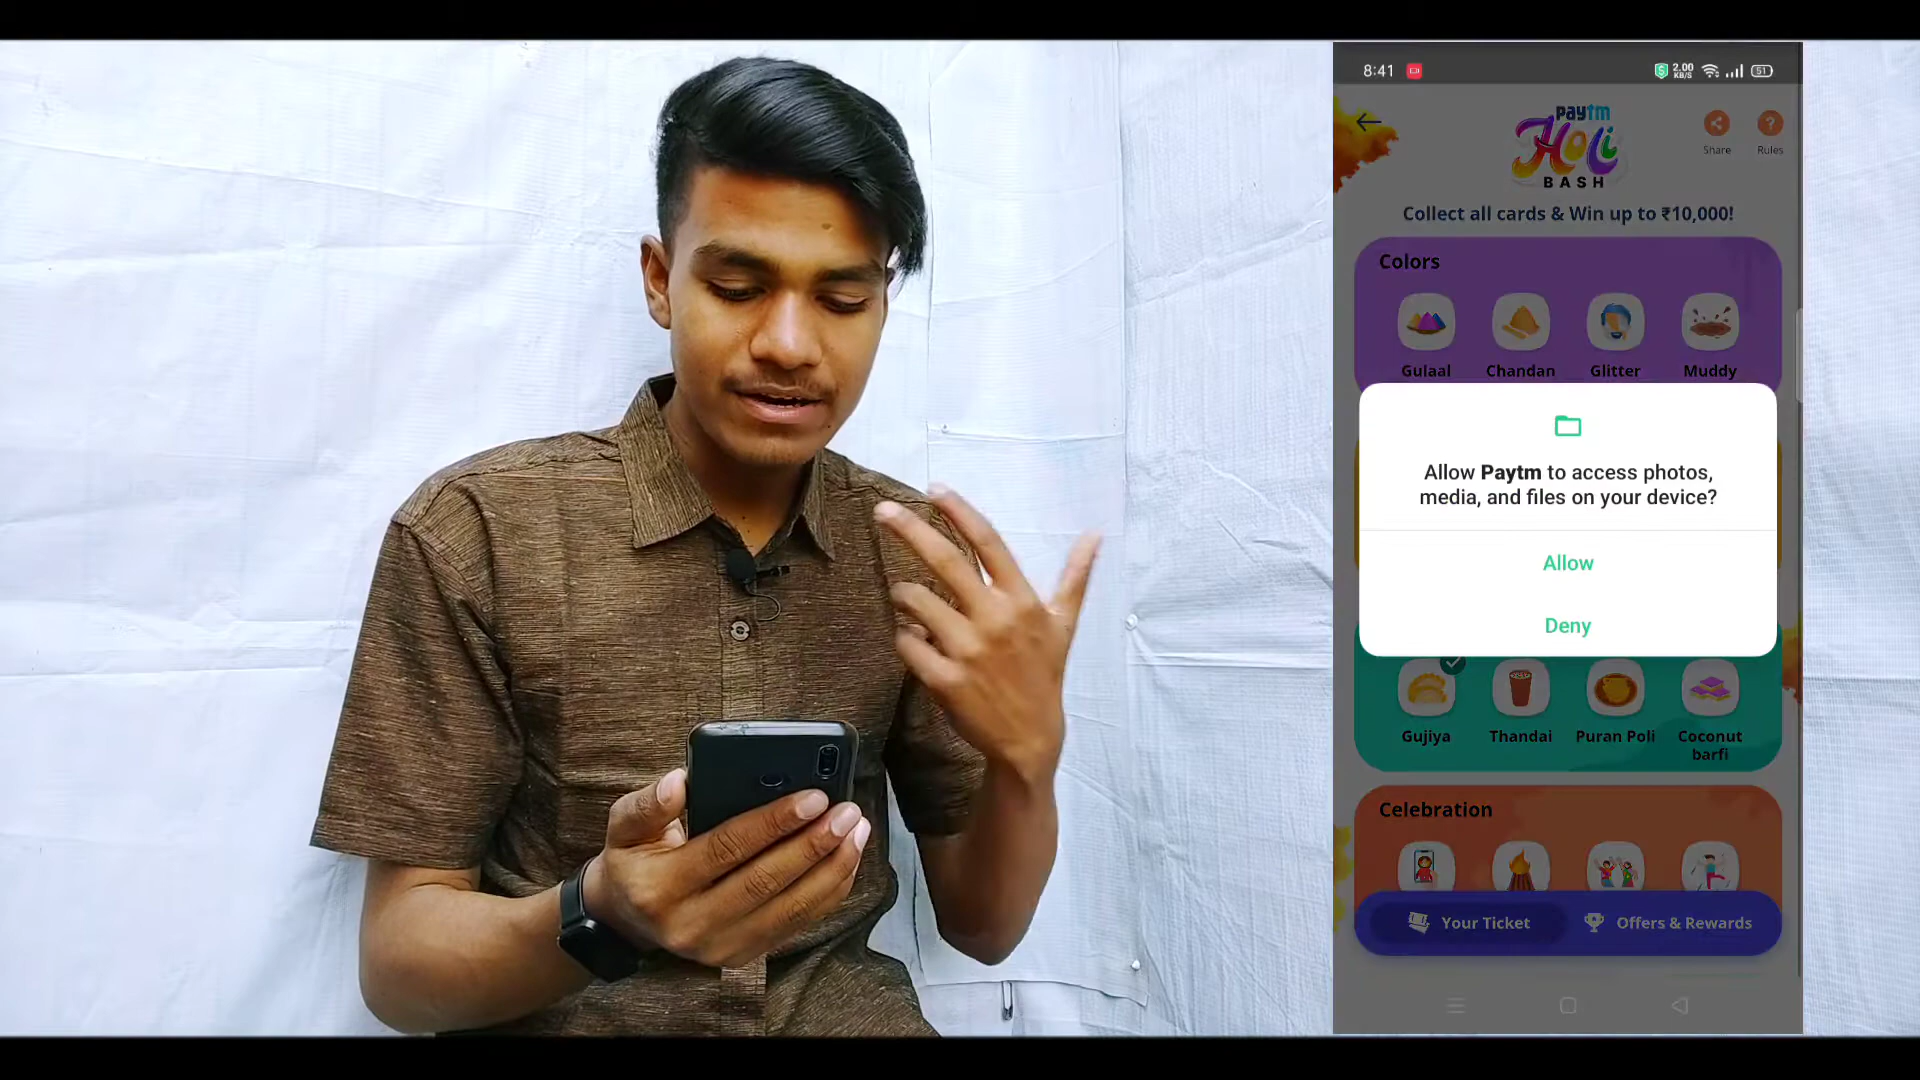 8:41
2.00
KB/S
51
paytm
Holi
BASH
Share
Rules
Collect all cards & Win up to ₹10,000!
Colors
Gulaal
Chandan
Glitter
Muddy
Allow Paytm to access photos,
media, and files on your device?
Allow
Deny
Gujiya
Thandai
Puran Poli
Coconut
barfi
Celebration
Your Ticket
Offers & Rewards